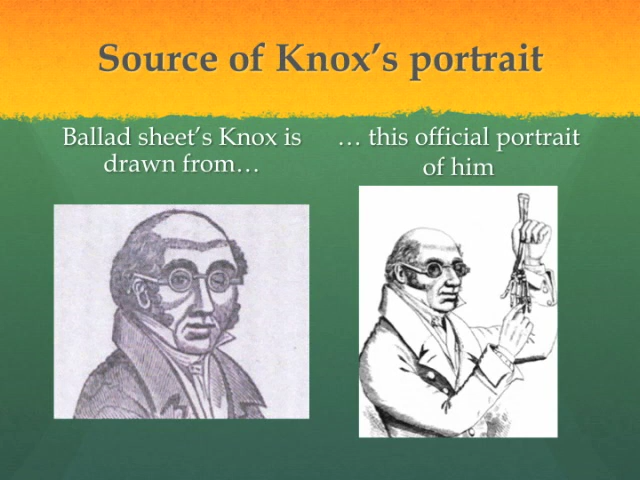 Source of Knox’s portrait
Ballad sheet’s Knox is
drawn from…
… this official portrait
of him